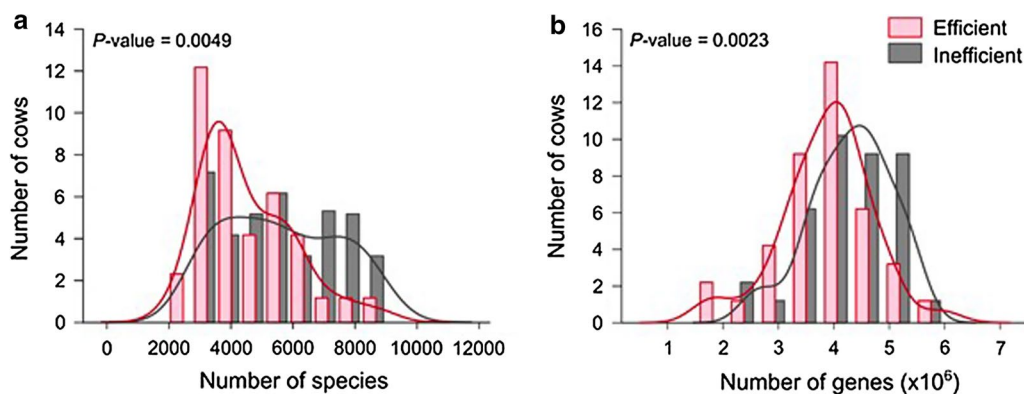 a
P-value = 0.0049
Number of cows
14
12
10
8
6
4
2
0
0 2000 4000 6000 8000 10000 12000
Number of species
b
P-value = 0.0023
Efficient
Inefficient
Number of cows
16
14
12
10
8
6
4
2
0
1 2 3 4 5 6 7
Number of genes (x10⁶)